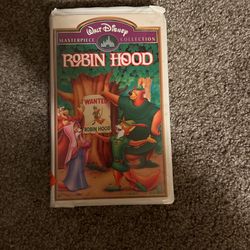 Walt Disney
MASTERPIECE COLLECTION
ROBIN HOOD
WANTED
ROBIN HOOD